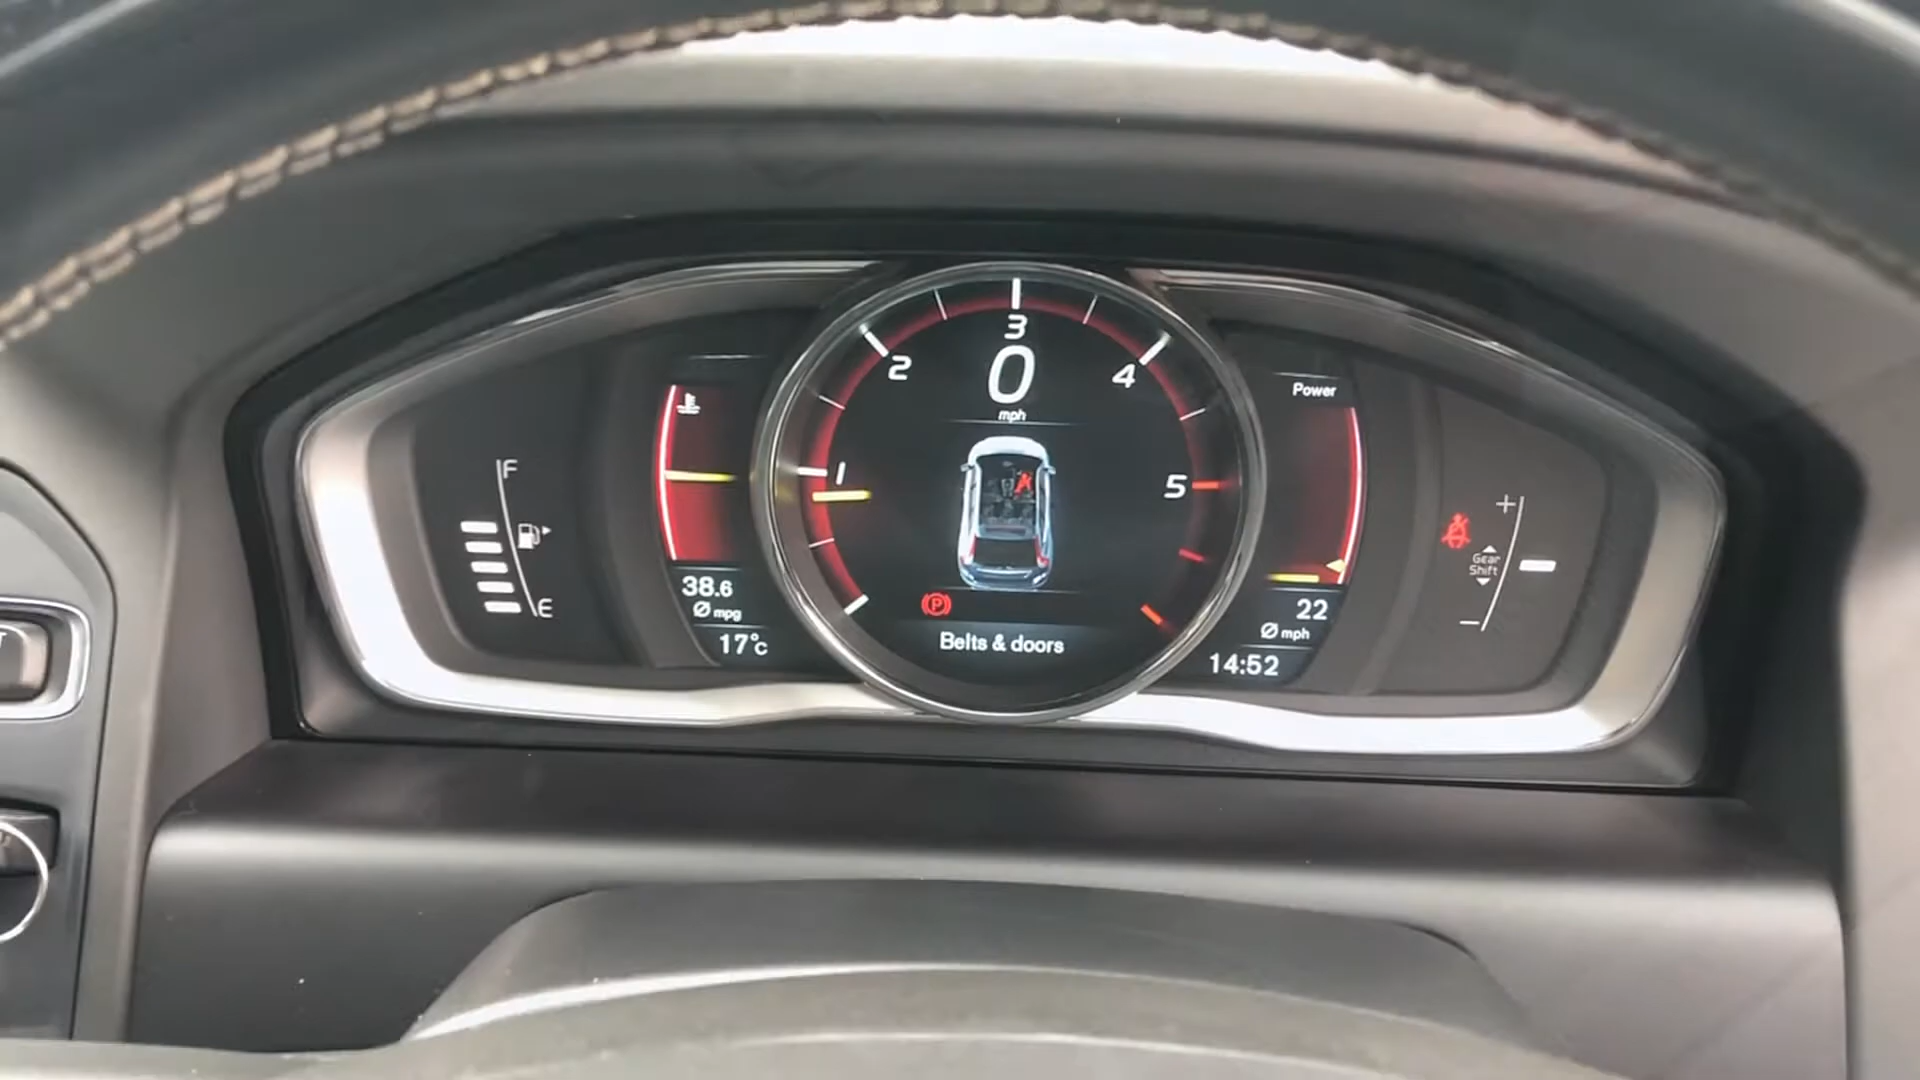 F
E
38.6
Ø mpg
17°c
1
2
3
4
5
0
mph
P
Belts & doors
Power
22
Ø mph
14:52
+
Gear
Shift
-